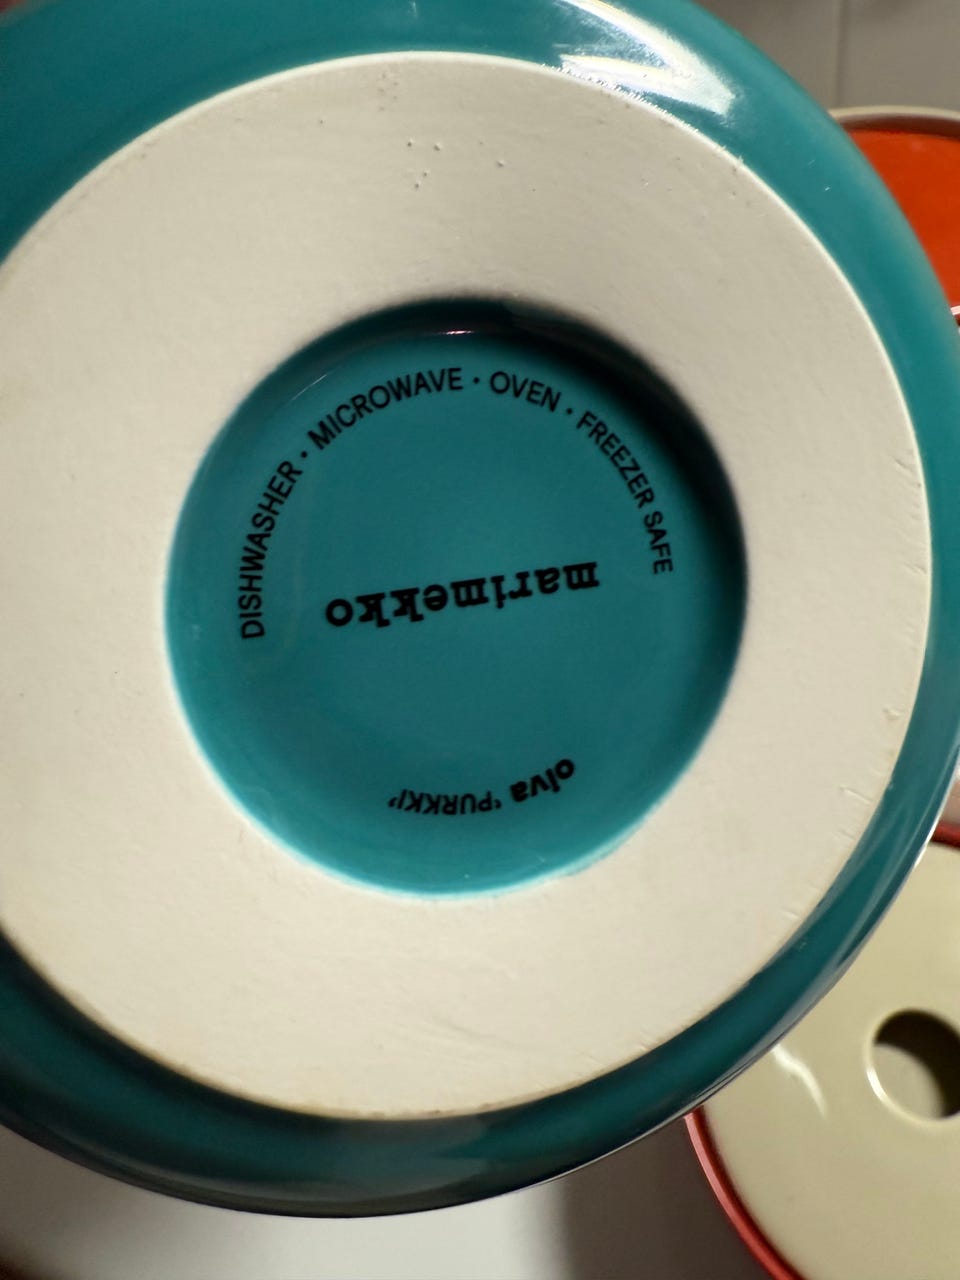 DISHWASHER · MICROWAVE · OVEN · FREEZER SAFE
marimekko
oiva 'PURKKI'